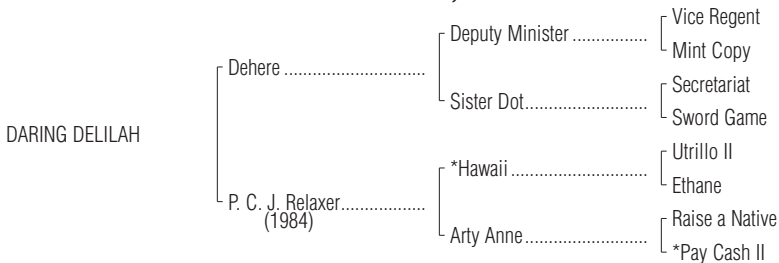 Vice Regent
Deputy Minister ................
Mint Copy
Dehere .............................
Secretariat
Sister Dot.........................
Sword Game
DARING DELILAH
Utrillo II
*Hawaii ............................
Ethane
P. C. J. Relaxer.................
(1984)
Raise a Native
Arty Anne.........................
*Pay Cash II